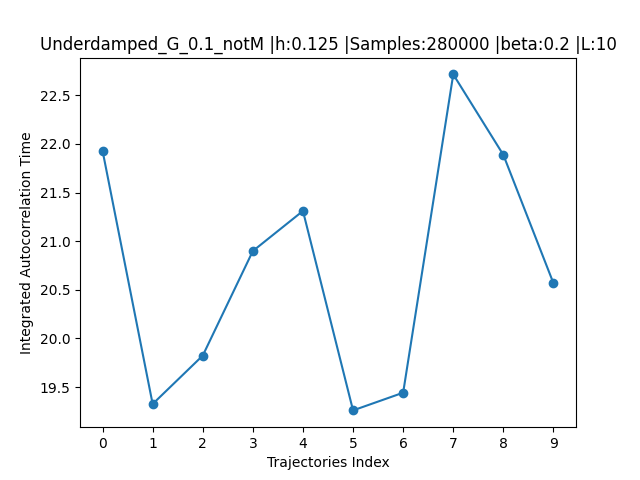 Underdamped_G_0.1_notM |h:0.125 |Samples:280000 |beta:0.2 |L:10
Integrated Autocorrelation Time
22.5
22.0
21.5
21.0
20.5
20.0
19.5
0 1 2 3 4 5 6 7 8 9
Trajectories Index